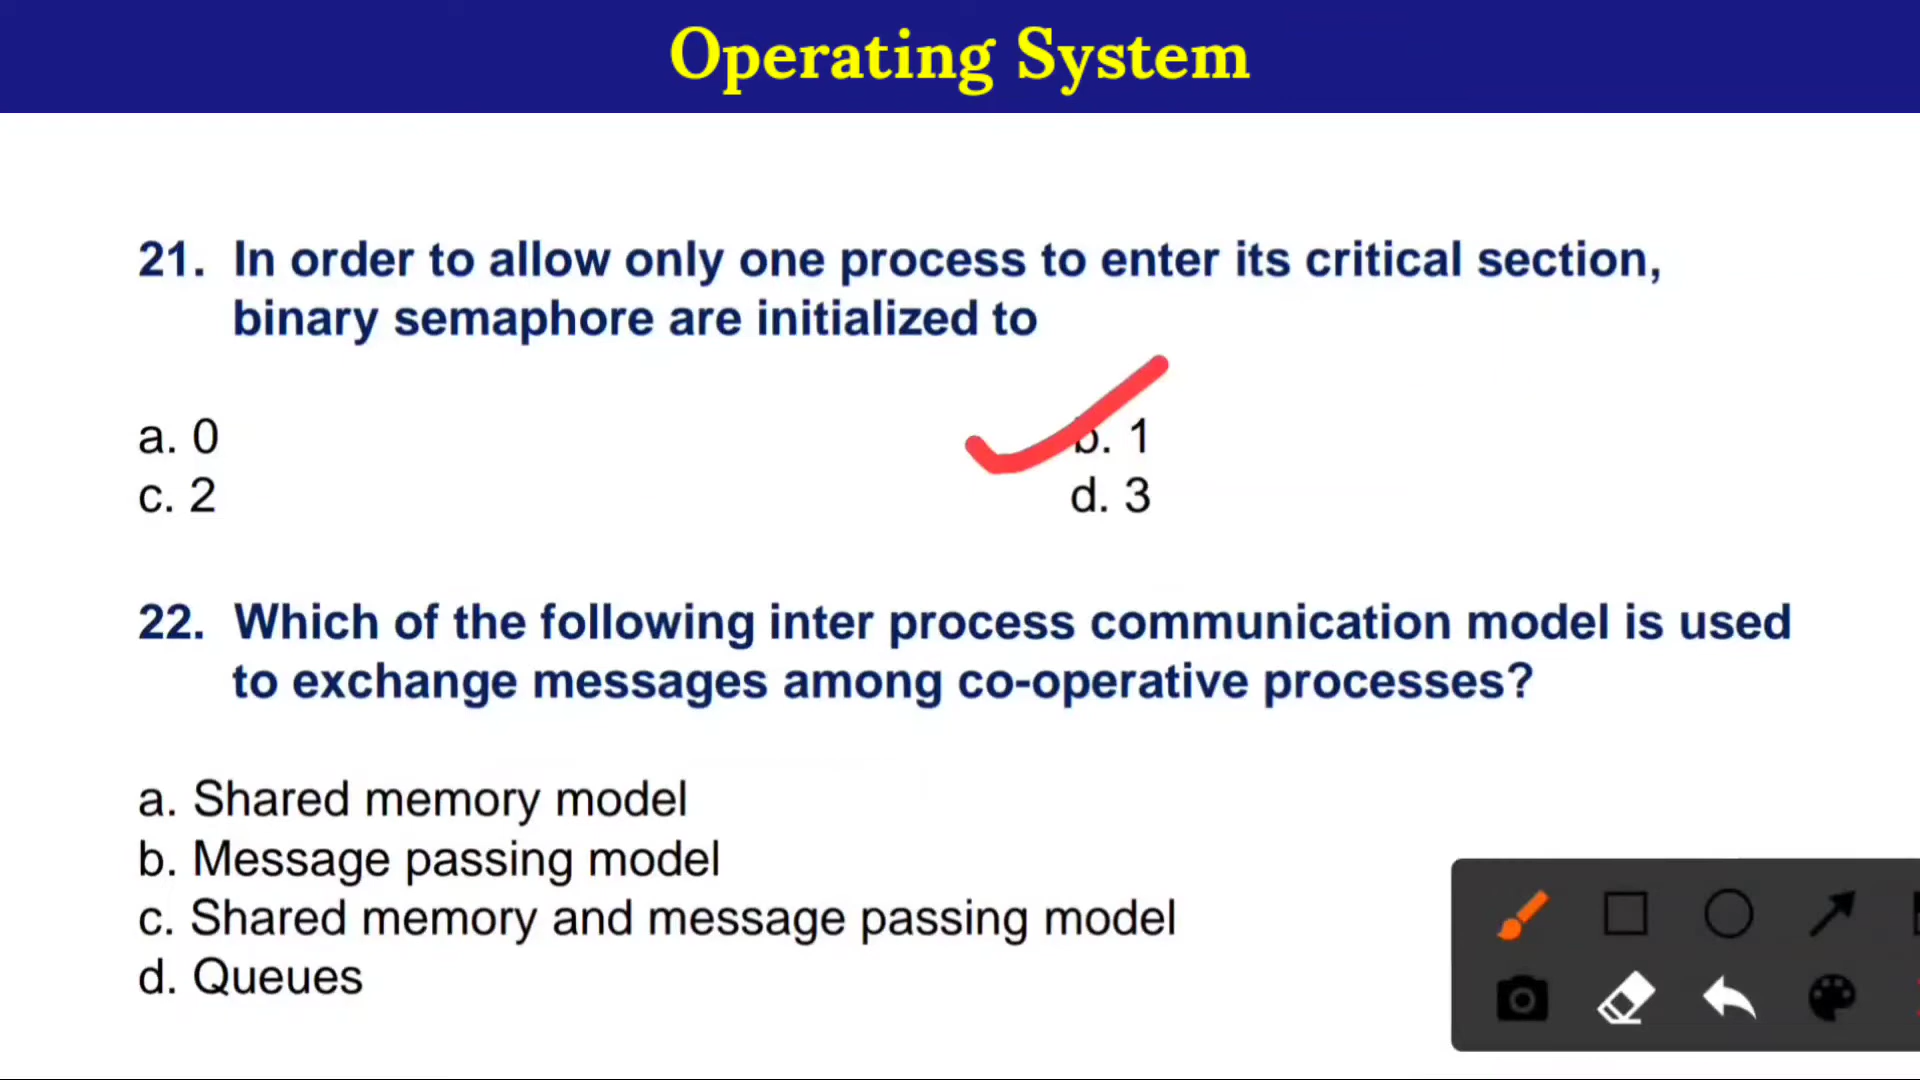 Operating System
21. In order to allow only one process to enter its critical section,
binary semaphore are initialized to
a. 0
b. 1
c. 2
d. 3
22. Which of the following inter process communication model is used
to exchange messages among co-operative processes?
a. Shared memory model
b. Message passing model
c. Shared memory and message passing model
d. Queues